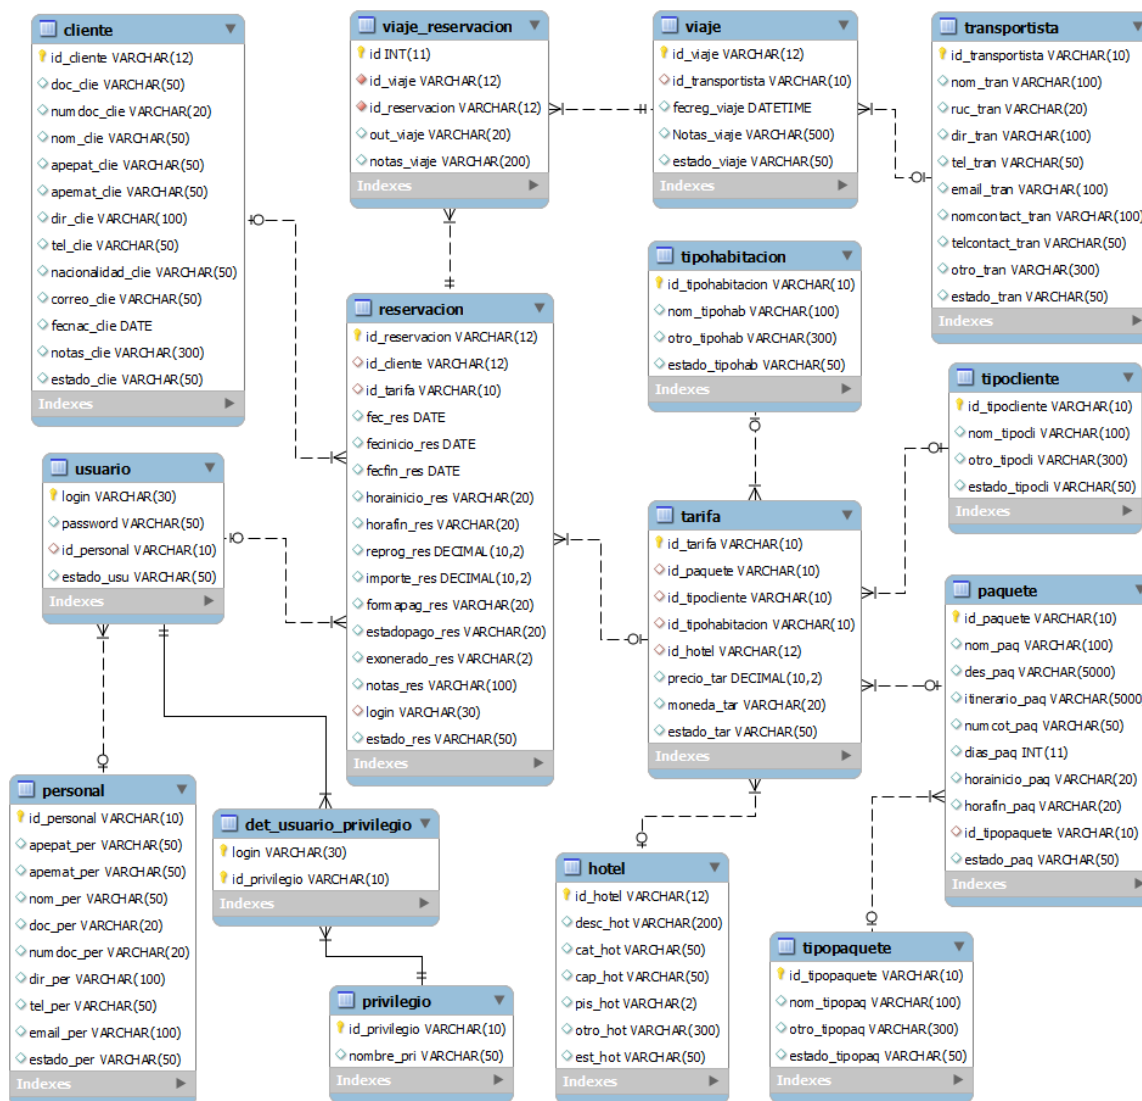 cliente
id_cliente VARCHAR(12)
doc_clie VARCHAR(50)
numdoc_clie VARCHAR(20)
nom_clie VARCHAR(50)
apepat_clie VARCHAR(50)
apemat_clie VARCHAR(50)
dir_clie VARCHAR(100)
tel_clie VARCHAR(50)
nacionalidad_clie VARCHAR(50)
correo_clie VARCHAR(50)
fecnac_clie DATE
notas_clie VARCHAR(300)
estado_clie VARCHAR(50)
Indexes
viaje_reservacion
id INT(11)
id_viaje VARCHAR(12)
id_reservacion VARCHAR(12)
out_viaje VARCHAR(20)
notas_viaje VARCHAR(200)
Indexes
viaje
id_viaje VARCHAR(12)
id_transportista VARCHAR(10)
fecreg_viaje DATETIME
Notas_viaje VARCHAR(500)
estado_viaje VARCHAR(50)
Indexes
transportista
id_transportista VARCHAR(10)
nom_tran VARCHAR(100)
ruc_tran VARCHAR(20)
dir_tran VARCHAR(100)
tel_tran VARCHAR(50)
email_tran VARCHAR(100)
nomcontact_tran VARCHAR(100)
telcontact_tran VARCHAR(50)
otro_tran VARCHAR(300)
estado_tran VARCHAR(50)
Indexes
tipohabitacion
id_tipohabitacion VARCHAR(10)
nom_tipohab VARCHAR(100)
otro_tipohab VARCHAR(300)
estado_tipohab VARCHAR(50)
Indexes
reservacion
id_reservacion VARCHAR(12)
id_cliente VARCHAR(12)
id_tarifa VARCHAR(10)
fec_res DATE
fecinicio_res DATE
fecfin_res DATE
horainicio_res VARCHAR(20)
horafin_res VARCHAR(20)
reprog_res DECIMAL(10,2)
importe_res DECIMAL(10,2)
formapag_res VARCHAR(20)
estadopago_res VARCHAR(20)
exonerado_res VARCHAR(2)
notas_res VARCHAR(100)
login VARCHAR(30)
estado_res VARCHAR(50)
Indexes
tipocliente
id_tipocliente VARCHAR(10)
nom_tipocli VARCHAR(100)
otro_tipocli VARCHAR(300)
estado_tipocli VARCHAR(50)
Indexes
usuario
login VARCHAR(30)
password VARCHAR(50)
id_personal VARCHAR(10)
estado_usu VARCHAR(50)
Indexes
tarifa
id_tarifa VARCHAR(10)
id_paquete VARCHAR(10)
id_tipocliente VARCHAR(10)
id_tipohabitacion VARCHAR(10)
id_hotel VARCHAR(12)
precio_tar DECIMAL(10,2)
moneda_tar VARCHAR(20)
estado_tar VARCHAR(50)
Indexes
paquete
id_paquete VARCHAR(10)
nom_paq VARCHAR(100)
des_paq VARCHAR(5000)
itinerario_paq VARCHAR(5000
numcot_paq VARCHAR(50)
dias_paq INT(11)
horainicio_paq VARCHAR(20)
horafin_paq VARCHAR(20)
id_tipopaquete VARCHAR(10)
estado_paq VARCHAR(50)
Indexes
personal
id_personal VARCHAR(10)
apepat_per VARCHAR(50)
apemat_per VARCHAR(50)
nom_per VARCHAR(50)
doc_per VARCHAR(20)
numdoc_per VARCHAR(20)
dir_per VARCHAR(100)
tel_per VARCHAR(50)
email_per VARCHAR(100)
estado_per VARCHAR(50)
Indexes
det_usuario_privilegio
login VARCHAR(30)
id_privilegio VARCHAR(10)
Indexes
hotel
id_hotel VARCHAR(12)
desc_hot VARCHAR(200)
cat_hot VARCHAR(50)
cap_hot VARCHAR(50)
pis_hot VARCHAR(2)
otro_hot VARCHAR(300)
est_hot VARCHAR(50)
Indexes
tipopaquete
id_tipopaquete VARCHAR(10)
nom_tipopaq VARCHAR(100)
otro_tipopaq VARCHAR(300)
estado_tipopaq VARCHAR(50)
Indexes
privilegio
id_privilegio VARCHAR(10)
nombre_pri VARCHAR(50)
Indexes